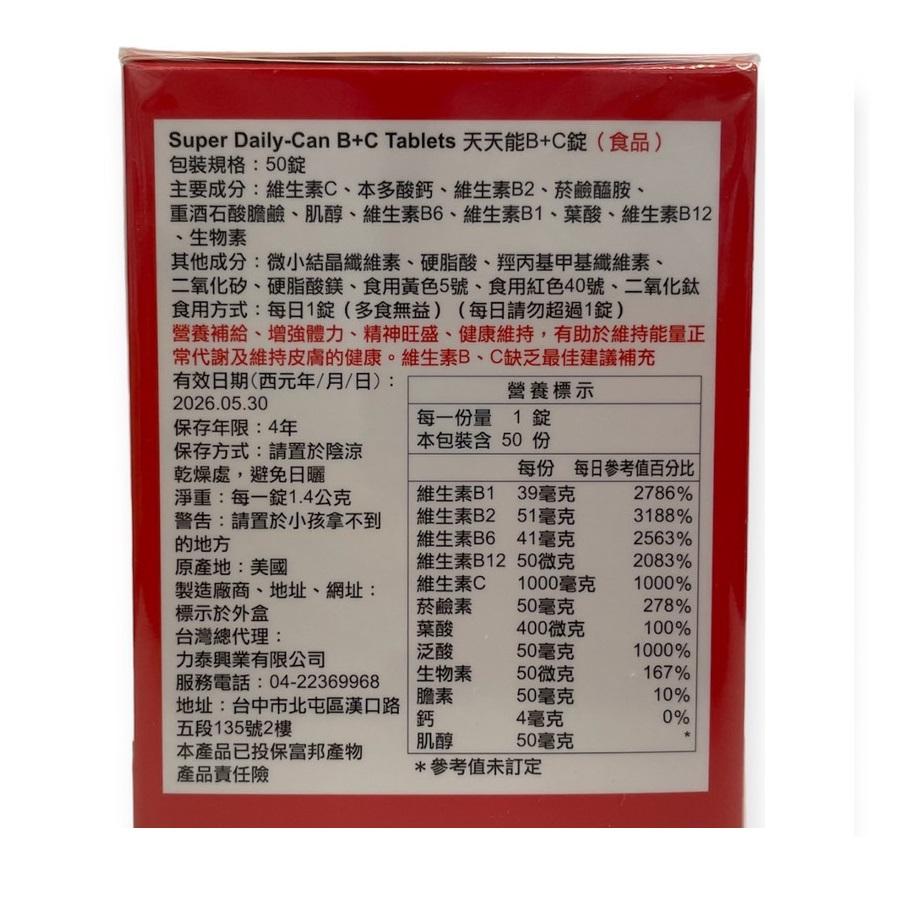 Super Daily-Can B+C Tablets 天天能B+C錠（食品）
包裝規格：50錠
主要成分：維生素C、本多酸鈣、維生素B2、菸鹼醯胺、
重酒石酸膽鹼、肌醇、維生素B6、維生素B1、葉酸、維生素B12
、生物素
其他成分：微小結晶纖維素、硬脂酸、羥丙基甲基纖維素、
二氧化矽、硬脂酸鎂、食用黃色5號、食用紅色40號、二氧化鈦
食用方式：每日1錠（多食無益）（每日請勿超過1錠）
營養補給、增強體力、精神旺盛、健康維持，有助於維持能量正
常代謝及維持皮膚的健康。維生素B、C缺乏最佳建議補充
有效日期(西元年/月/日)：
2026.05.30
保存年限：4年
保存方式：請置於陰涼
乾燥處，避免日曬
淨重：每一錠1.4公克
警告：請置於小孩拿不到
的地方
原產地：美國
製造廠商、地址、網址：
標示於外盒
台灣總代理：
力泰興業有限公司
服務電話：04-22369968
地址：台中市北屯區漢口路
五段135號2樓
本產品已投保富邦產物
產品責任險
營養標示
每一份量 1 錠
本包裝含 50 份
每份 每日參考值百分比
維生素B1 39毫克 2786%
維生素B2 51毫克 3188%
維生素B6 41毫克 2563%
維生素B12 50微克 2083%
維生素C 1000毫克 1000%
菸鹼素 50毫克 278%
葉酸 400微克 100%
泛酸 50毫克 1000%
生物素 50微克 167%
膽素 50毫克 10%
鈣 4毫克 0%
肌醇 50毫克 *
＊參考值未訂定